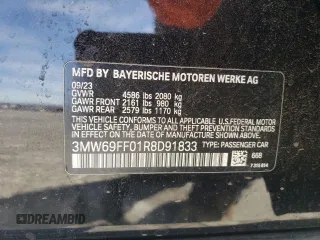 MFD BY BAYERISCHE MOTOREN WERKE AG
09/23
GVWR 4586 lbs 2080 kg
GAWR FRONT 2161 lbs 980 kg
GAWR REAR 2579 lbs 1170 kg
THIS VEHICLE CONFORMS TO ALL APPLICABLE U.S. FEDERAL MOTOR
VEHICLE SAFETY, BUMPER, AND THEFT PREVENTION STANDARDS IN
EFFECT ON THE DATE OF MANUFACTURE SHOWN ABOVE.
3MW69FF01R8D91833 TYPE: PASSENGER CAR
668
DREAMBID